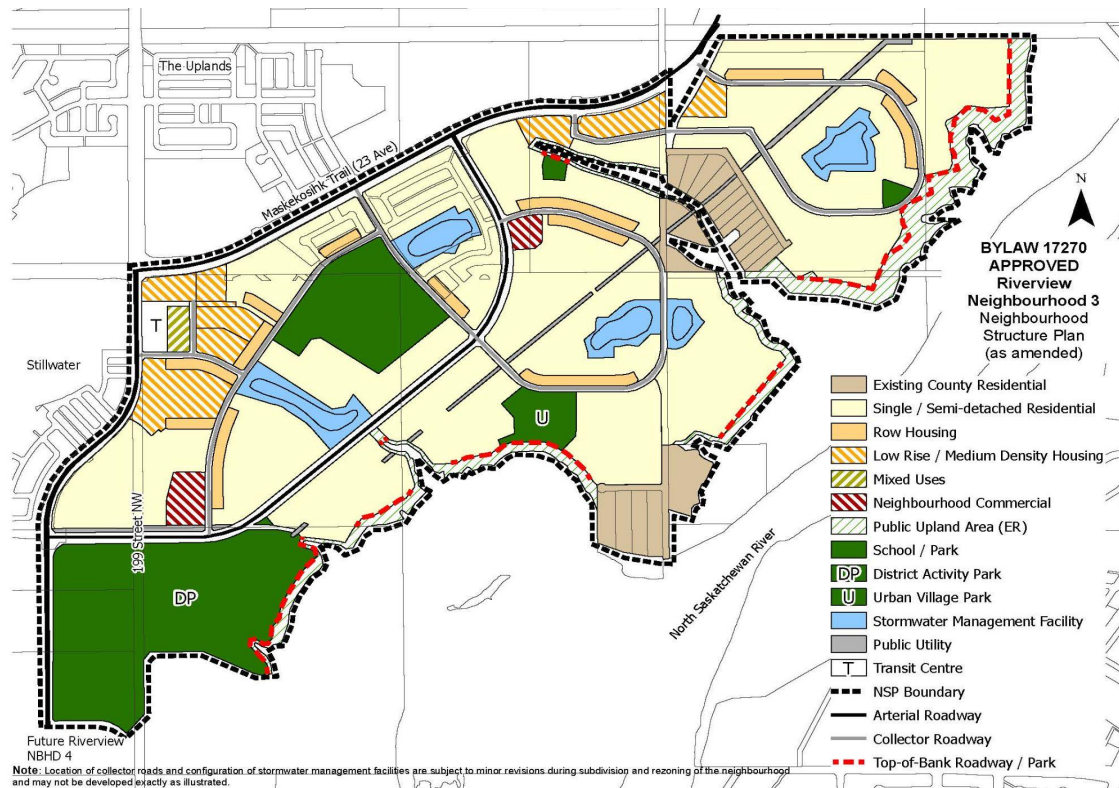 The Uplands
Maskekosihk Trail (23 Ave)
N
BYLAW 17270
APPROVED
Riverview
Neighbourhood 3
Neighbourhood
Structure Plan
(as amended)
T
Stillwater
U
199 Street NW
DP
North Saskatchewan River
Existing County Residential
Single / Semi-detached Residential
Row Housing
Low Rise / Medium Density Housing
Mixed Uses
Neighbourhood Commercial
Public Upland Area (ER)
School / Park
DP District Activity Park
U Urban Village Park
Stormwater Management Facility
Public Utility
T Transit Centre
NSP Boundary
Arterial Roadway
Collector Roadway
Top-of-Bank Roadway / Park
Future Riverview
NBHD 4
Note: Location of collector roads and configuration of stormwater management facilities are subject to minor revisions during subdivision and rezoning of the neighbourhood
and may not be developed exactly as illustrated.